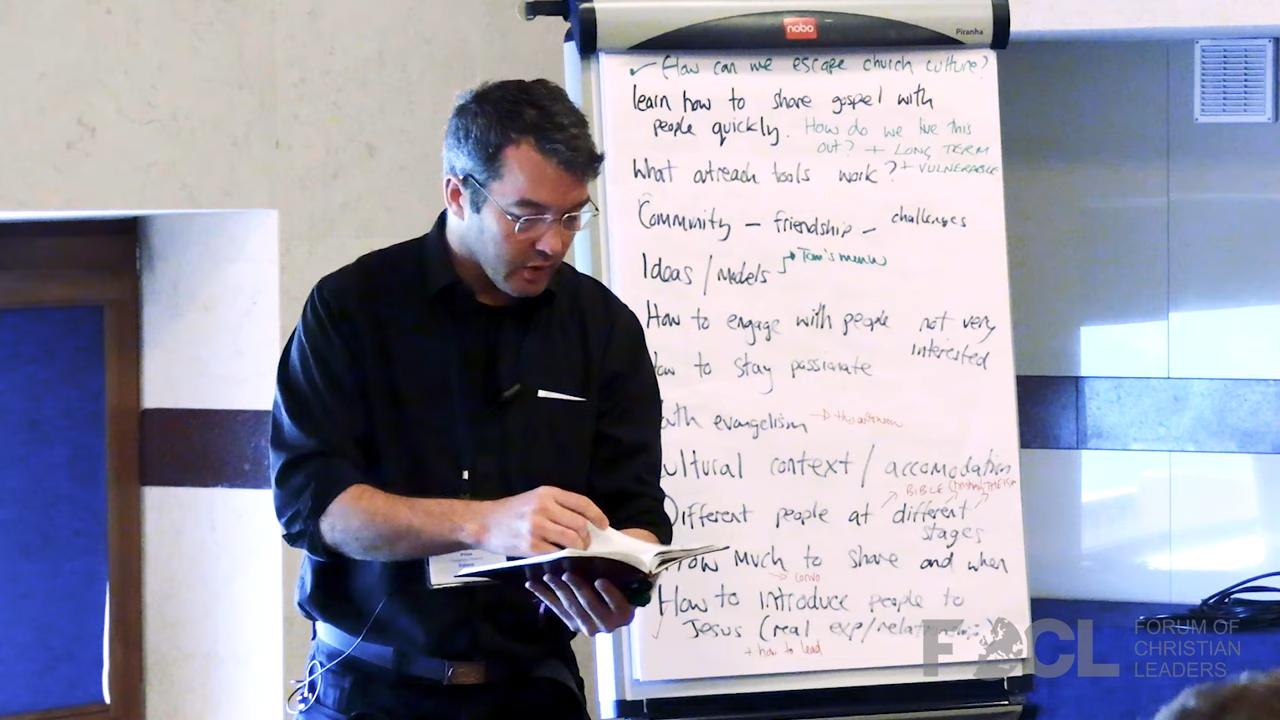 nobo
Piranha
How can we escape church culture?
learn how to share gospel with
people quickly. How do we live this
out? + LONG TERM
What outreach tools work? + VULNERABLE
Community - friendship - challenges
Ideas / models Tom's menu
How to engage with people not very
interested
How to stay passionate
evangelism this afternoon
ultural context / accomodation
BIBLE
Different people at different
stages
How much to share and when
convo
How to introduce people to
Jesus (real exp/relationship)
+ how to lead
FOCL FORUM OF
CHRISTIAN
LEADERS